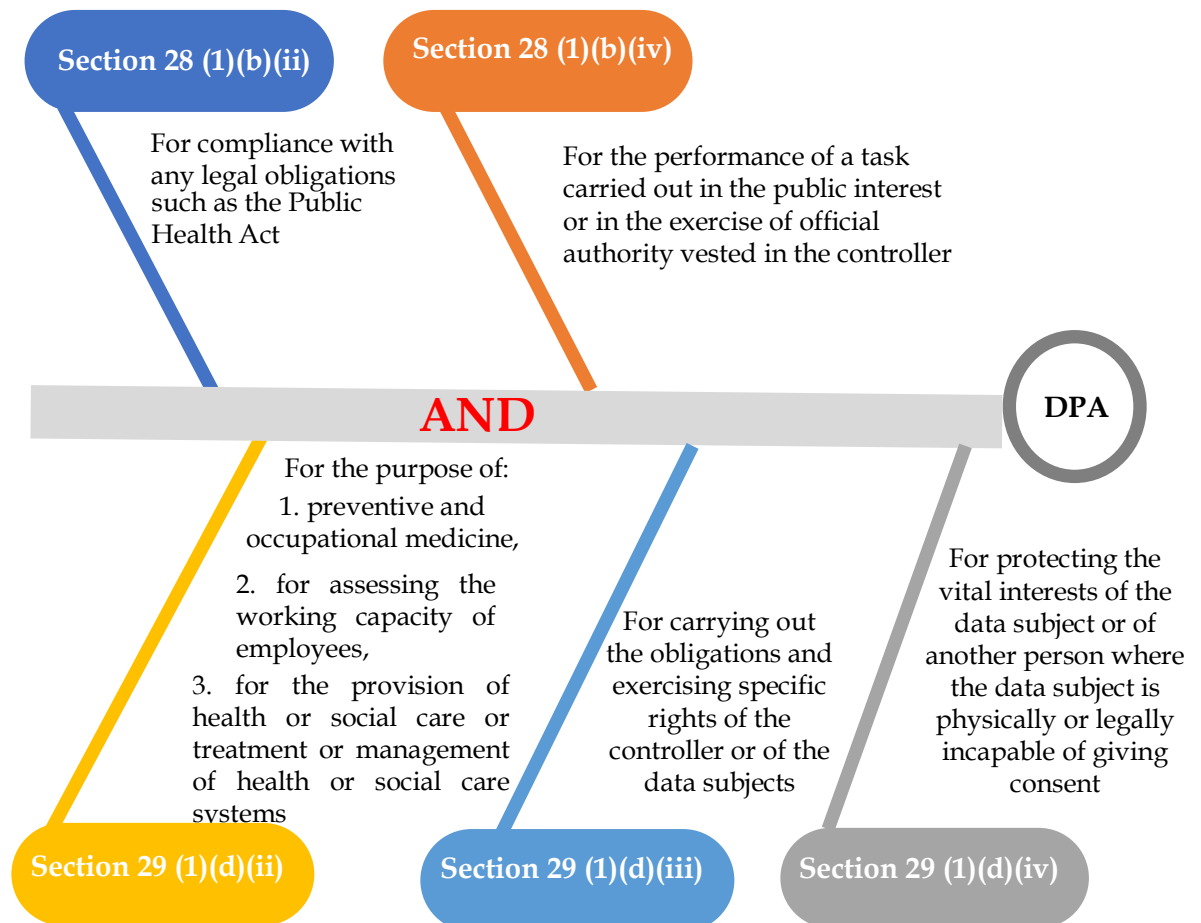 Section 28 (1)(b)(ii)
Section 28 (1)(b)(iv)
For compliance with
any legal obligations
such as the Public
Health Act
For the performance of a task
carried out in the public interest
or in the exercise of official
authority vested in the controller
AND
DPA
For the purpose of:
1. preventive and
occupational medicine,
2. for assessing the
working capacity of
employees,
3. for the provision of
health or social care or
treatment or management
of health or social care
systems
For carrying out
the obligations and
exercising specific
rights of the
controller or of the
data subjects
For protecting the
vital interests of the
data subject or of
another person where
the data subject is
physically or legally
incapable of giving
consent
Section 29 (1)(d)(ii)
Section 29 (1)(d)(iii)
Section 29 (1)(d)(iv)